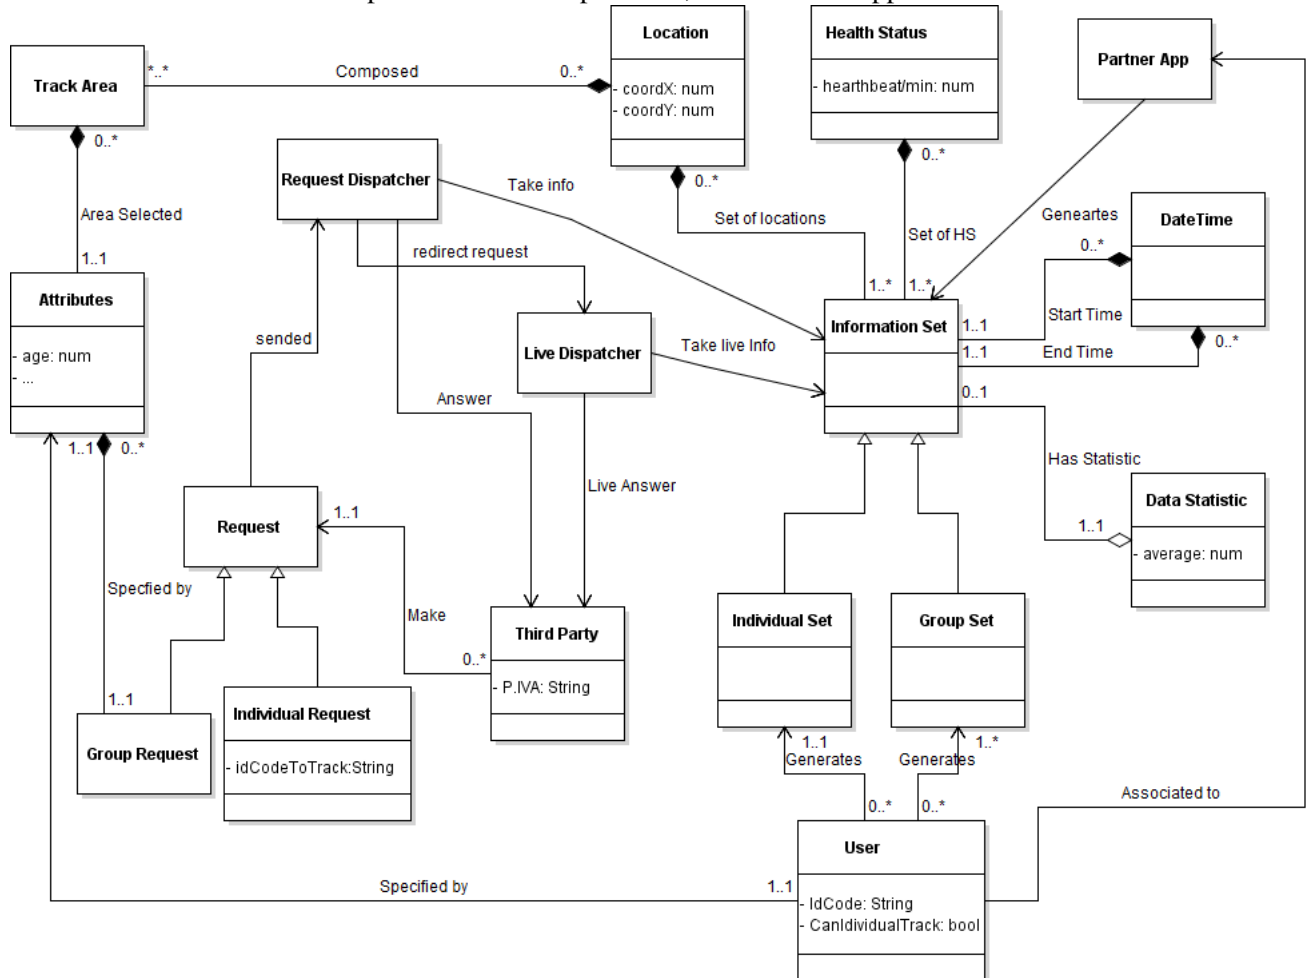 Location
Health Status
Partner App
Track Area
*..*
Composed
0..*
- coordX: num
- coordY: num
- hearthbeat/min: num
0..*
Request Dispatcher
Take info
0..*
0..*
Set of locations
Geneartes
DateTime
Area Selected
Set of HS
0..*
redirect request
1..1
Attributes
1..*
1..*
Start Time
Information Set
1..1
sended
Live Dispatcher
Take live Info
1..1
End Time
0..*
- age: num
- ...
0..1
Answer
1..1
0..*
Has Statistic
Live Answer
Data Statistic
Request
1..1
1..1
- average: num
Specfied by
Make
Third Party
Individual Set
Group Set
0..*
- P.IVA: String
1..1
Individual Request
Group Request
- idCodeToTrack:String
1..1
1..*
Generates
Generates
0..*
0..*
Associated to
User
Specified by
1..1
- IdCode: String
- CanIdividualTrack: bool